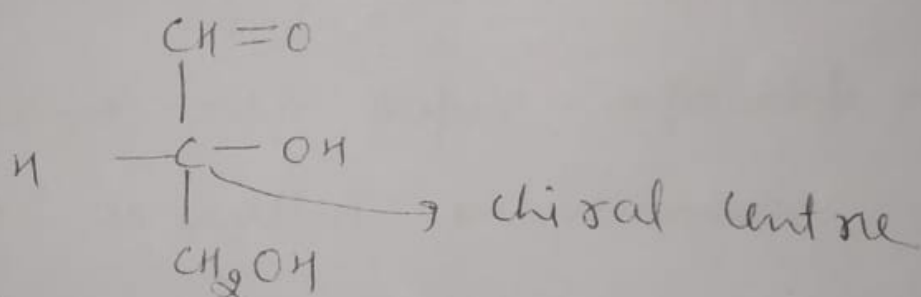 CH=O
H —C— OH
chiral centre
CH2OH